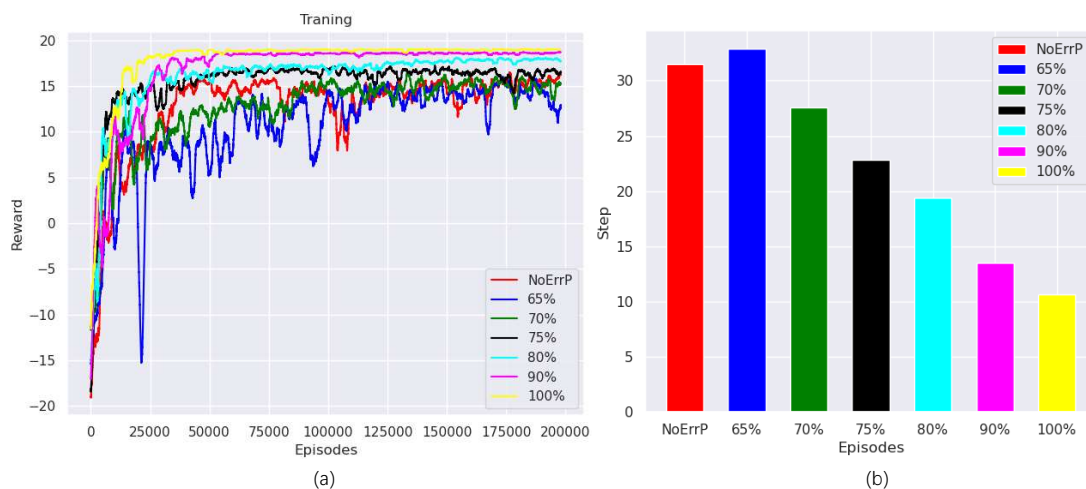 Traning
20
15
10
5
0
−5
−10
−15
−20
Reward
0 25000 50000 75000 100000 125000 150000 175000 200000
Episodes
NoErrP
65%
70%
75%
80%
90%
100%
(a)
30
25
20
15
10
5
0
Step
NoErrP 65% 70% 75% 80% 90% 100%
Episodes
NoErrP
65%
70%
75%
80%
90%
100%
(b)